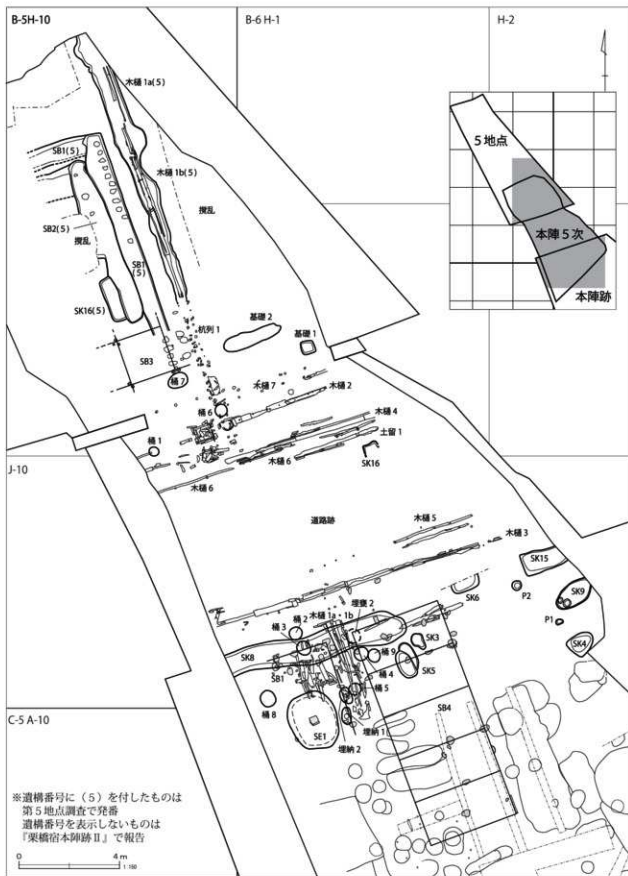 B-5H-10
B-6 H-1
H-2
木樋 1a(5)
5 地点
SB1(5)
木樋 1b(5)
撹乱
本陣 5 次
SB2(5)
撹乱
SB1
(5)
本陣跡
SK16(5)
杭列 1
基礎 2
基礎 1
SB3
桶 7
木樋 7
木樋 2
桶 6
木樋 4
土留 1
桶 1
木樋 6
SK16
J-10
木樋 6
道路跡
木樋 5
木樋 3
SK15
SK6
P2
SK9
桶 2
木樋 1a・1b
埋甕 2
P1
桶 3
SK3
SK4
SK8
桶 9
SB1
桶 4
SK5
桶 5
桶 8
SB4
C-5 A-10
SE1
埋納 1
埋納 2
※遺構番号に（5）を付したものは
第5地点調査で発番
遺構番号を表示しないものは
『栗橋宿本陣跡Ⅱ』で報告
0
4 m
1:150